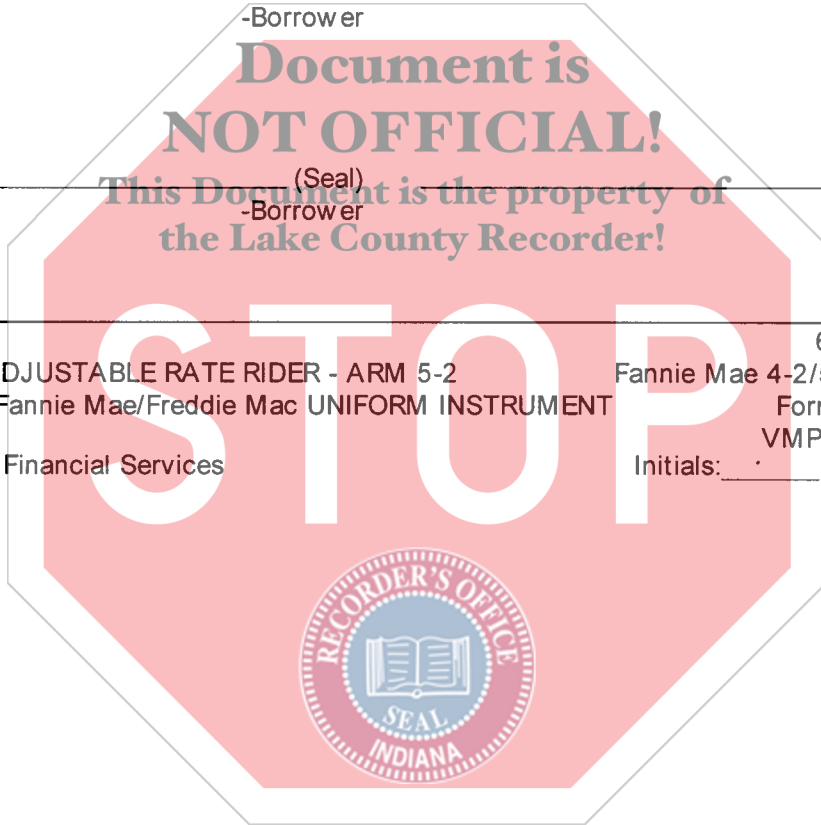 -Borrower
Document is
NOT OFFICIAL!
(Seal)
This Document is the property of
-Borrower
the Lake County Recorder!
STOP
DJUSTABLE RATE RIDER - ARM 5-2 Fannie Mae 4-2/
Fannie Mae/Freddie Mac UNIFORM INSTRUMENT
VMP
Financial Services Initials:
RECORDER'S OFFICE
SEAL
INDIANA